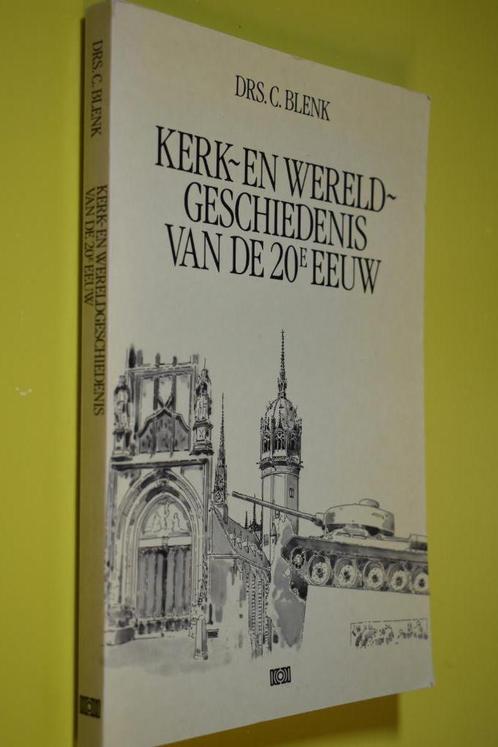 DRS. C. BLENK
KERK~EN WERELD~
GESCHIEDENIS
VAN DE 20E EEUW
DRS. C. BLENK
KERK~EN WERELDGESCHIEDENIS
VAN DE 20E EEUW